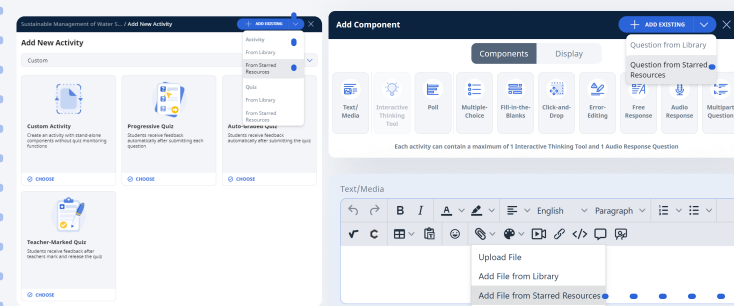 Sustainable Management of Water S... / Add New Activity
ADD EXISTING
Add New Activity
Custom
Activity
From Library
From Starred
Resources
Quiz
From Library
From Starred
Resources
Custom Activity
Create an activity with stand-alone
components without quiz monitoring
functions
CHOOSE
Progressive Quiz
Students receive feedback
automatically after submitting each
question
CHOOSE
Auto-Graded Quiz
Students receive feedback
automatically after submitting the quiz
CHOOSE
Teacher-Marked Quiz
Students receive feedback after
teachers mark and release the quiz
CHOOSE
Add Component
ADD EXISTING
Question from Library
Question from Starred
Resources
Components
Display
Text/
Media
Interactive
Thinking
Tool
Poll
Multiple-
Choice
Fill-in-the-
Blanks
Click-and-
Drop
Error-
Editing
Free
Response
Audio
Response
Multipart
Question
Each activity can contain a maximum of 1 Interactive Thinking Tool and 1 Audio Response Question
Text/Media
B I A English Paragraph
C
Upload File
Add File from Library
Add File from Starred Resources